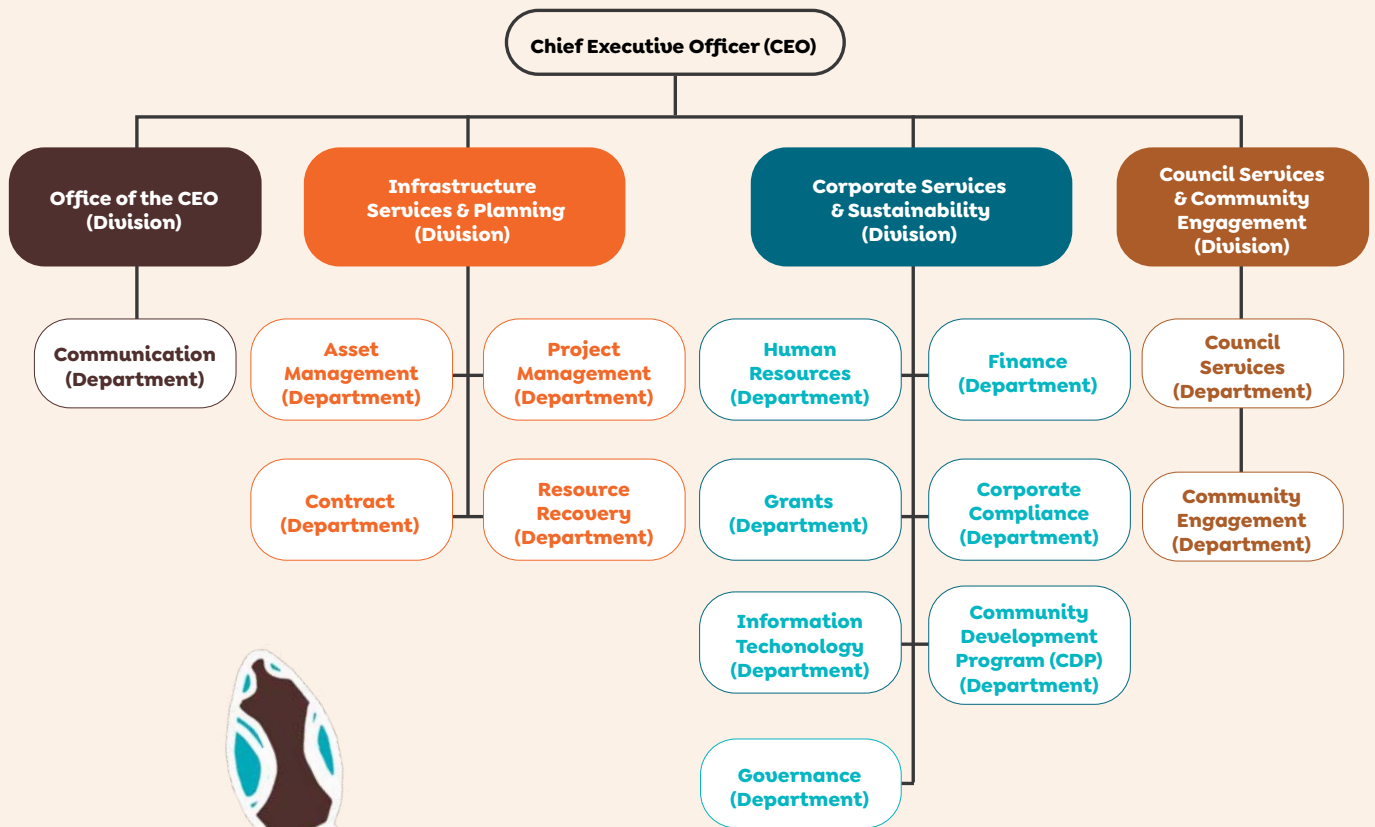 Chief Executive Officer (CEO)
Office of the CEO
(Division)
Infrastructure
Services & Planning
(Division)
Corporate Services
& Sustainability
(Division)
Council Services
& Community
Engagement
(Division)
Communication
(Department)
Asset
Management
(Department)
Project
Management
(Department)
Contract
(Department)
Resource
Recovery
(Department)
Human
Resources
(Department)
Finance
(Department)
Grants
(Department)
Corporate
Compliance
(Department)
Information
Techonology
(Department)
Community
Development
Program (CDP)
(Department)
Governance
(Department)
Council
Services
(Department)
Community
Engagement
(Department)